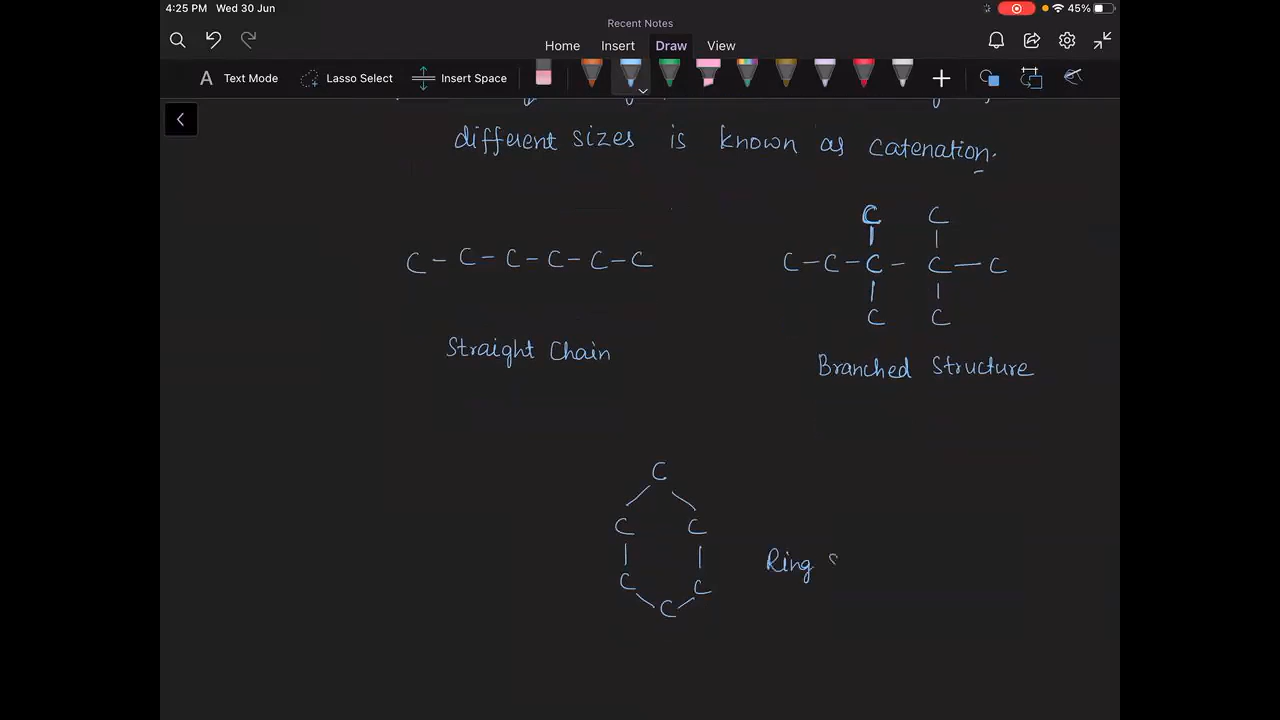 4:25 PM Wed 30 Jun
45%
Recent Notes
Home Insert Draw View
A Text Mode Lasso Select Insert Space
different sizes is known as catenation.
C C
C - C - C - C - C - C C - C - C - C - C
C C
Straight Chain
Branched Structure
C
C C
Ring
C C
C